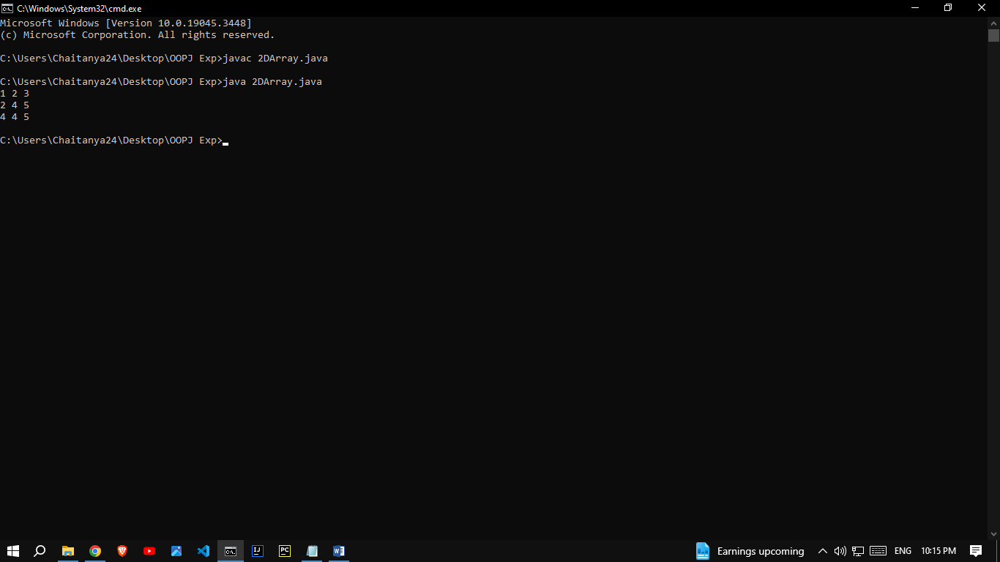 C:\Windows\System32\cmd.exe
Microsoft Windows [Version 10.0.19045.3448]
(c) Microsoft Corporation. All rights reserved.
C:\Users\Chaitanya24\Desktop\OOPJ Exp>javac 2DArray.java
C:\Users\Chaitanya24\Desktop\OOPJ Exp>java 2DArray.java
1 2 3
2 4 5
4 4 5
C:\Users\Chaitanya24\Desktop\OOPJ Exp>
IJ PC W Earnings upcoming ENG 10:15 PM